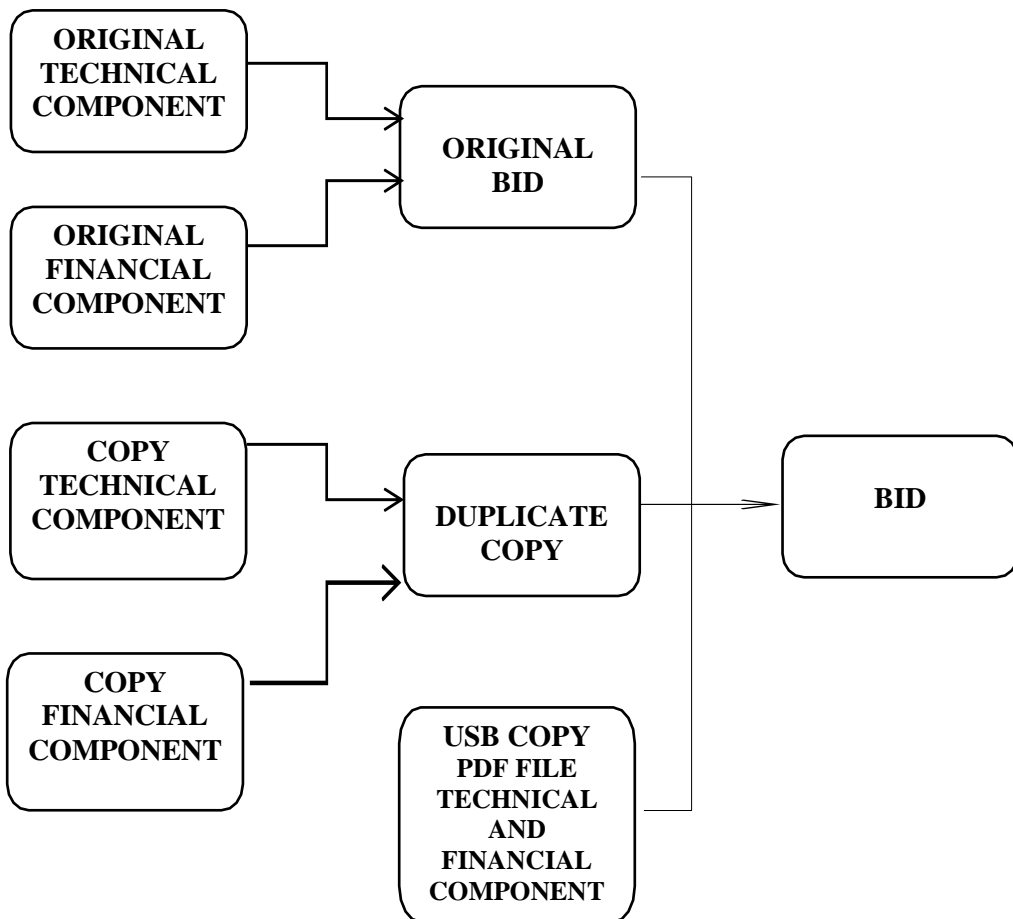 ORIGINAL
TECHNICAL
COMPONENT
ORIGINAL
FINANCIAL
COMPONENT
ORIGINAL
BID
COPY
TECHNICAL
COMPONENT
COPY
FINANCIAL
COMPONENT
DUPLICATE
COPY
USB COPY
PDF FILE
TECHNICAL
AND
FINANCIAL
COMPONENT
BID